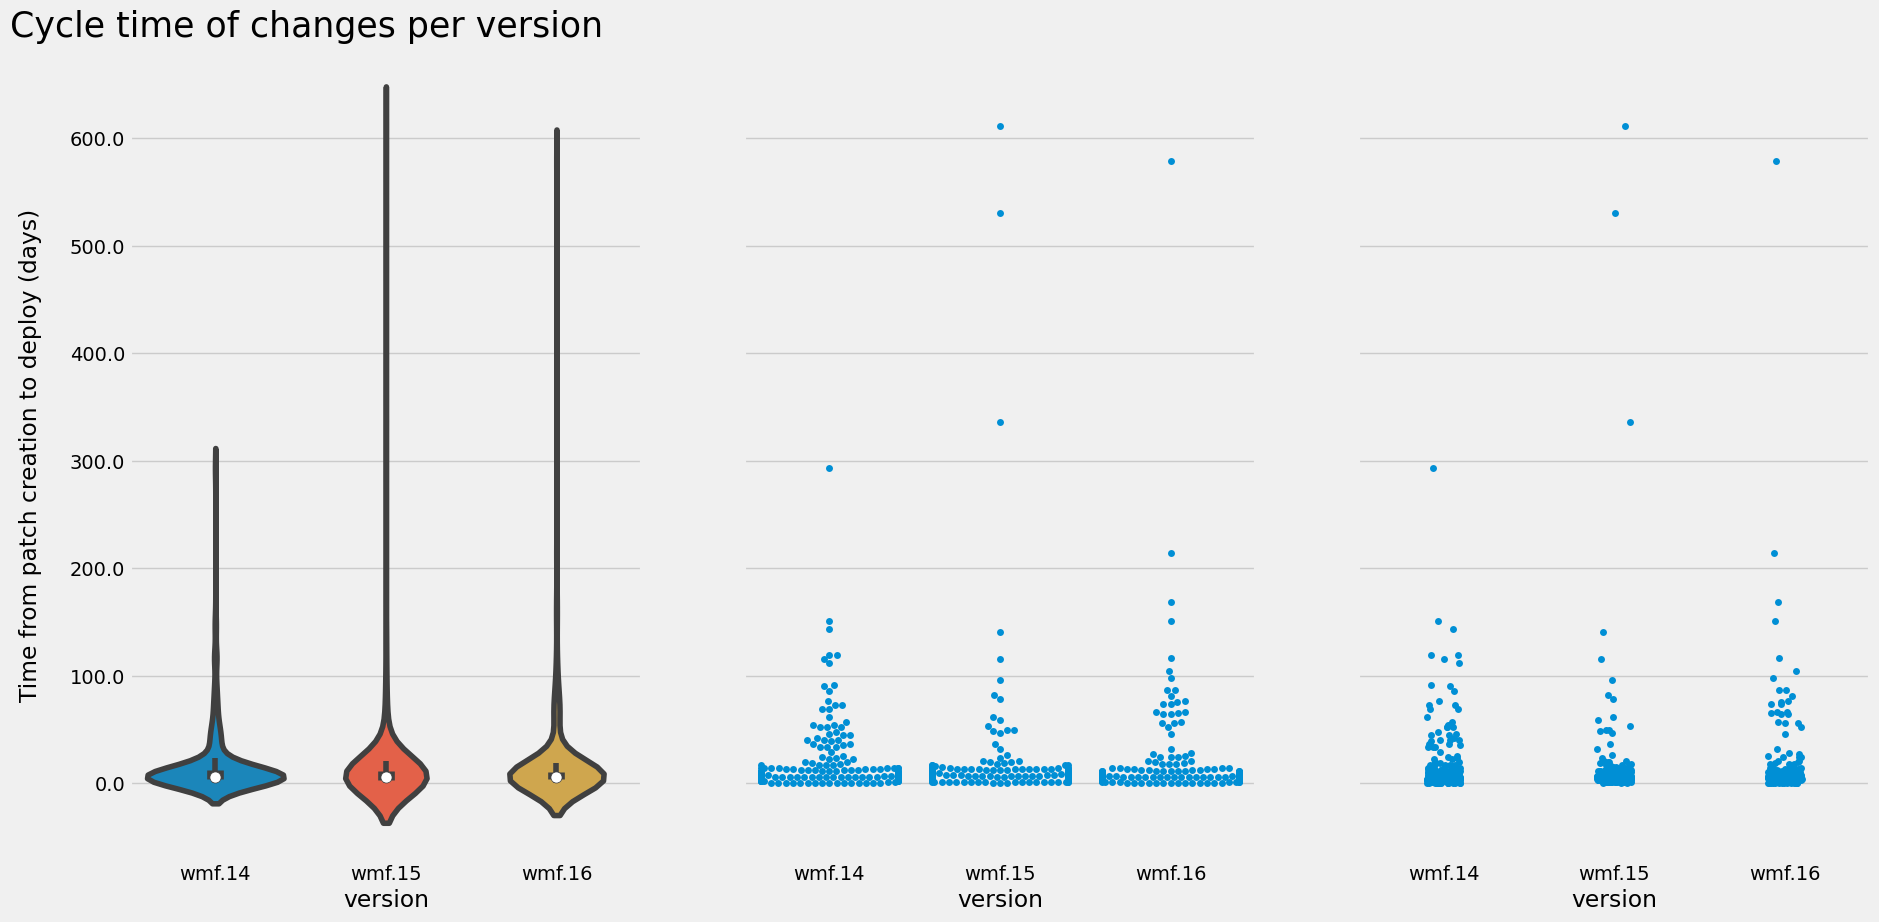 Cycle time of changes per version
Time from patch creation to deploy (days)
600.0
500.0
400.0
300.0
200.0
100.0
0.0
wmf.14 wmf.15 wmf.16
version
wmf.14 wmf.15 wmf.16
version
wmf.14 wmf.15 wmf.16
version